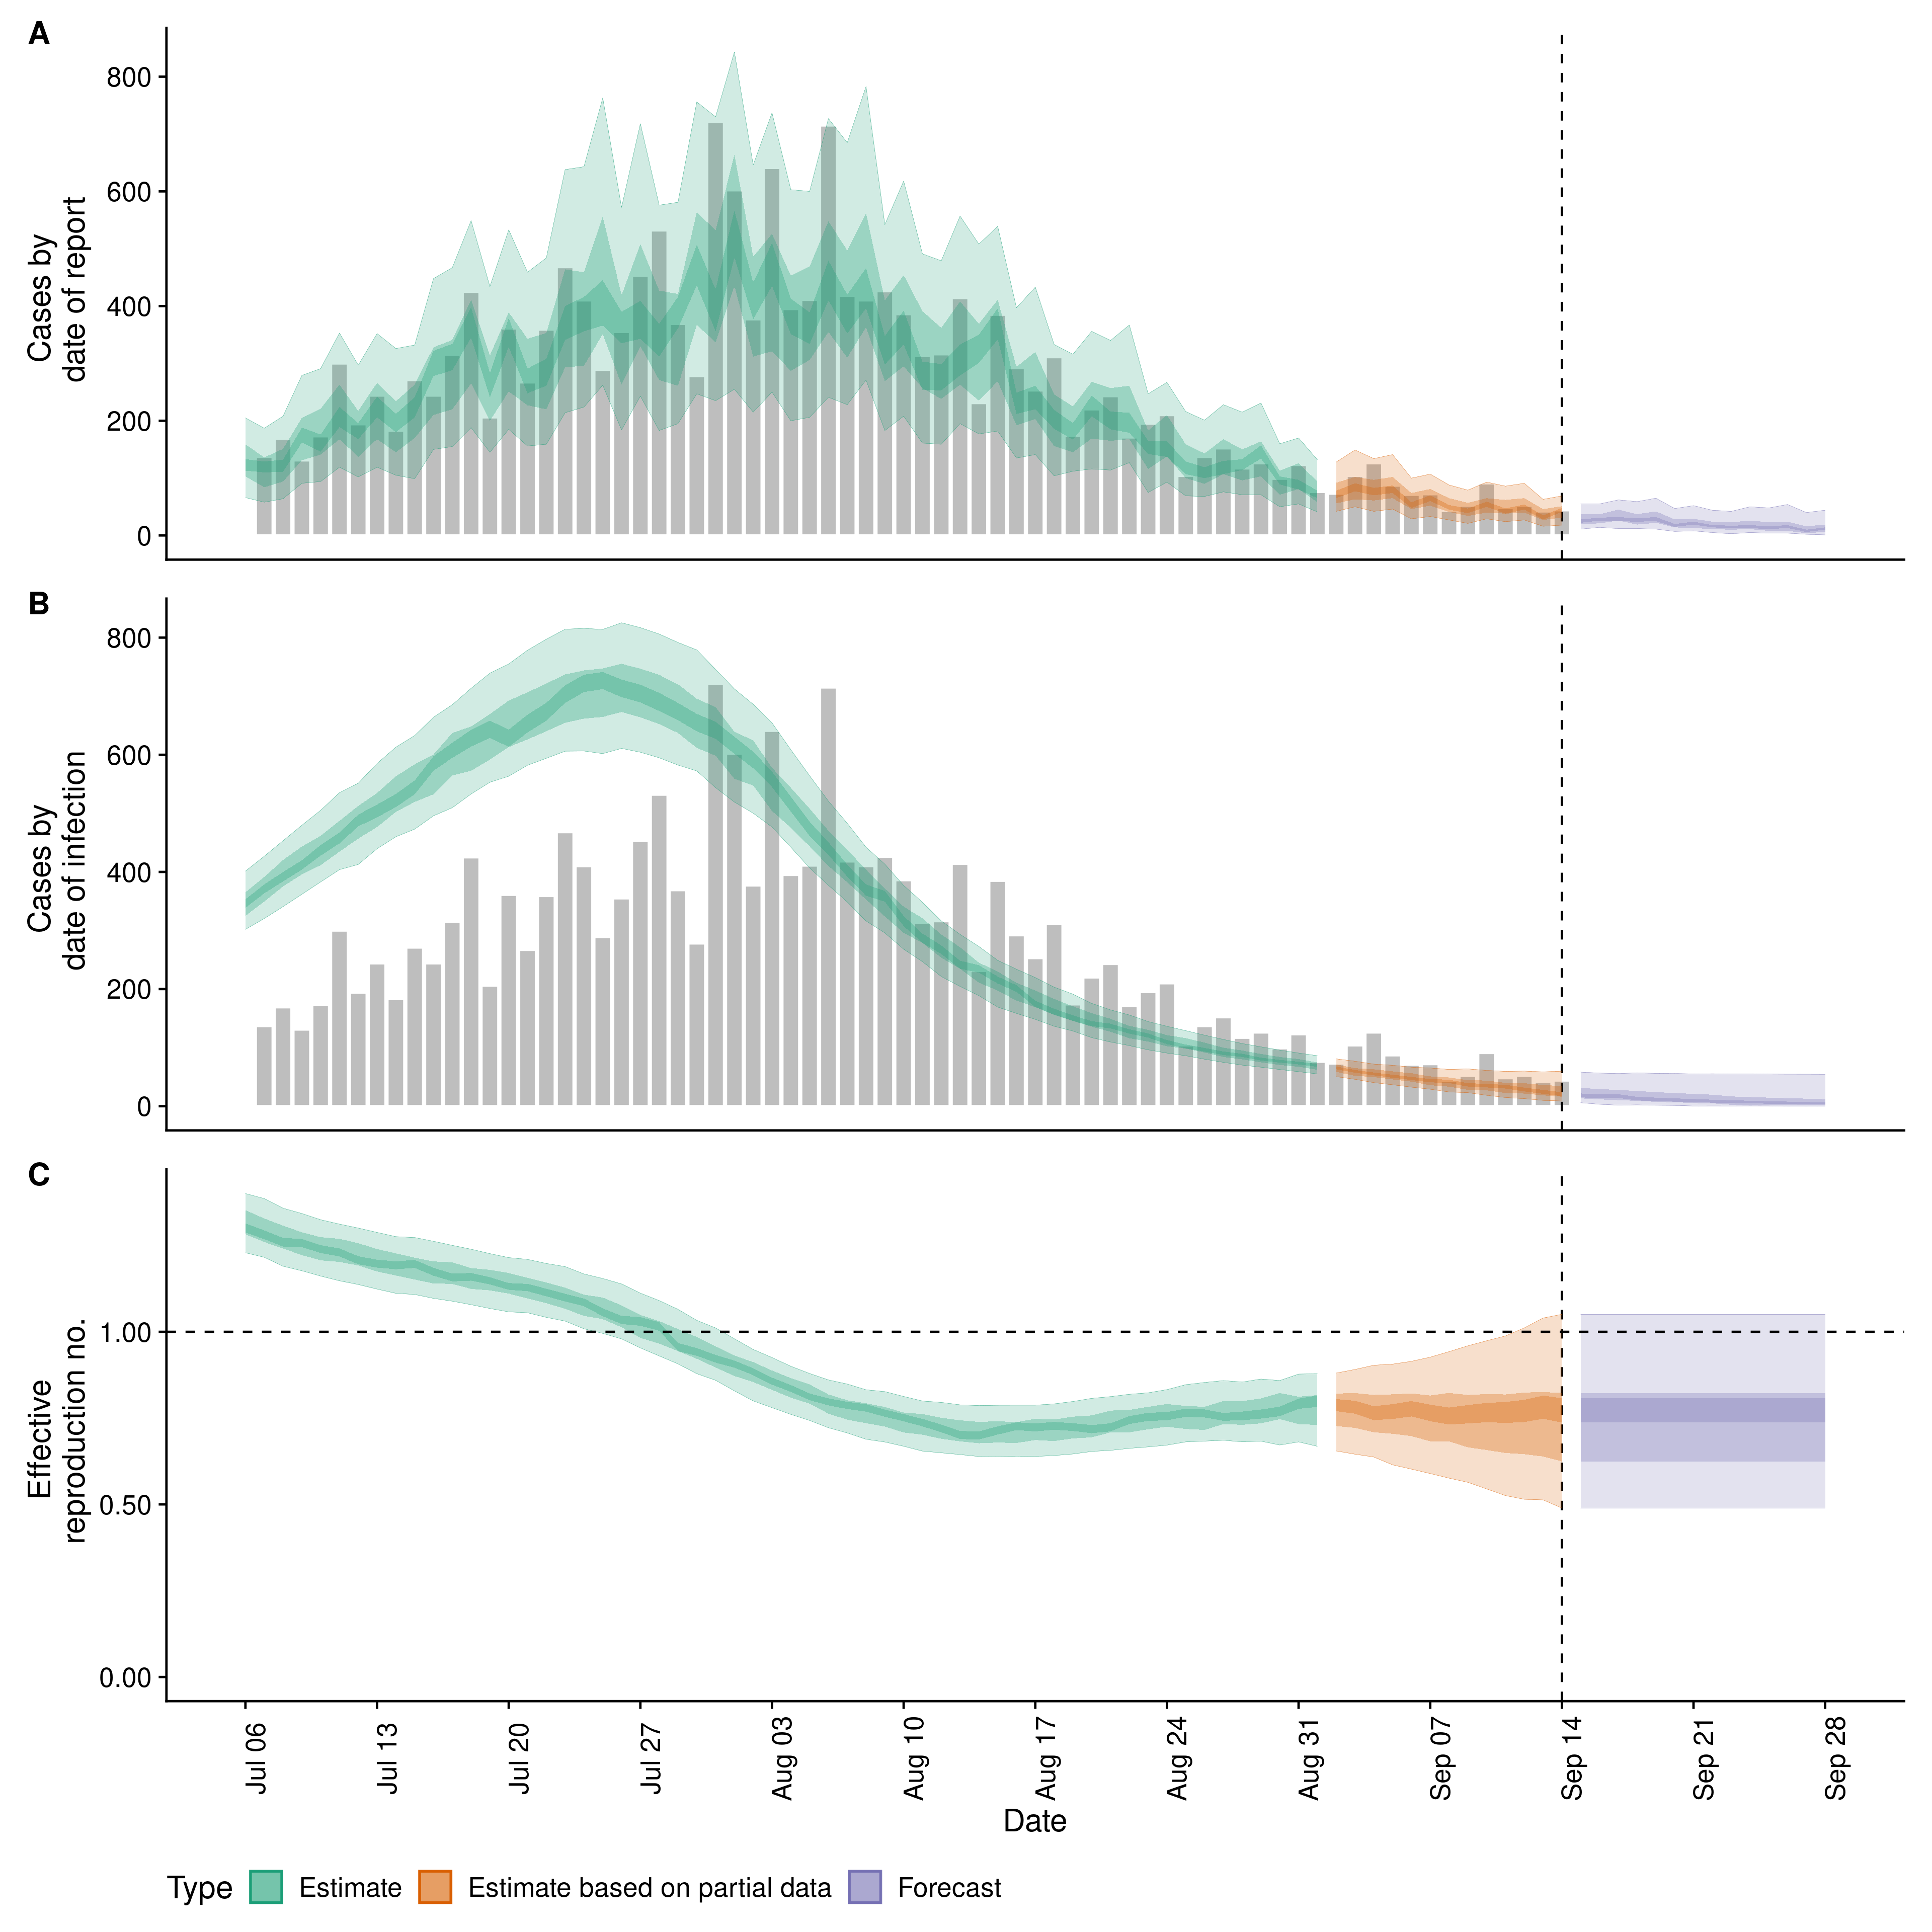 A
800
600
400
200
0
Cases by
date of report
B
800
600
400
200
0
Cases by
date of infection
C
1.00
0.50
0.00
Effective
reproduction no.
Jul 06
Jul 13
Jul 20
Jul 27
Aug 03
Aug 10
Aug 17
Aug 24
Aug 31
Sep 07
Sep 14
Sep 21
Sep 28
Date
Type Estimate Estimate based on partial data Forecast